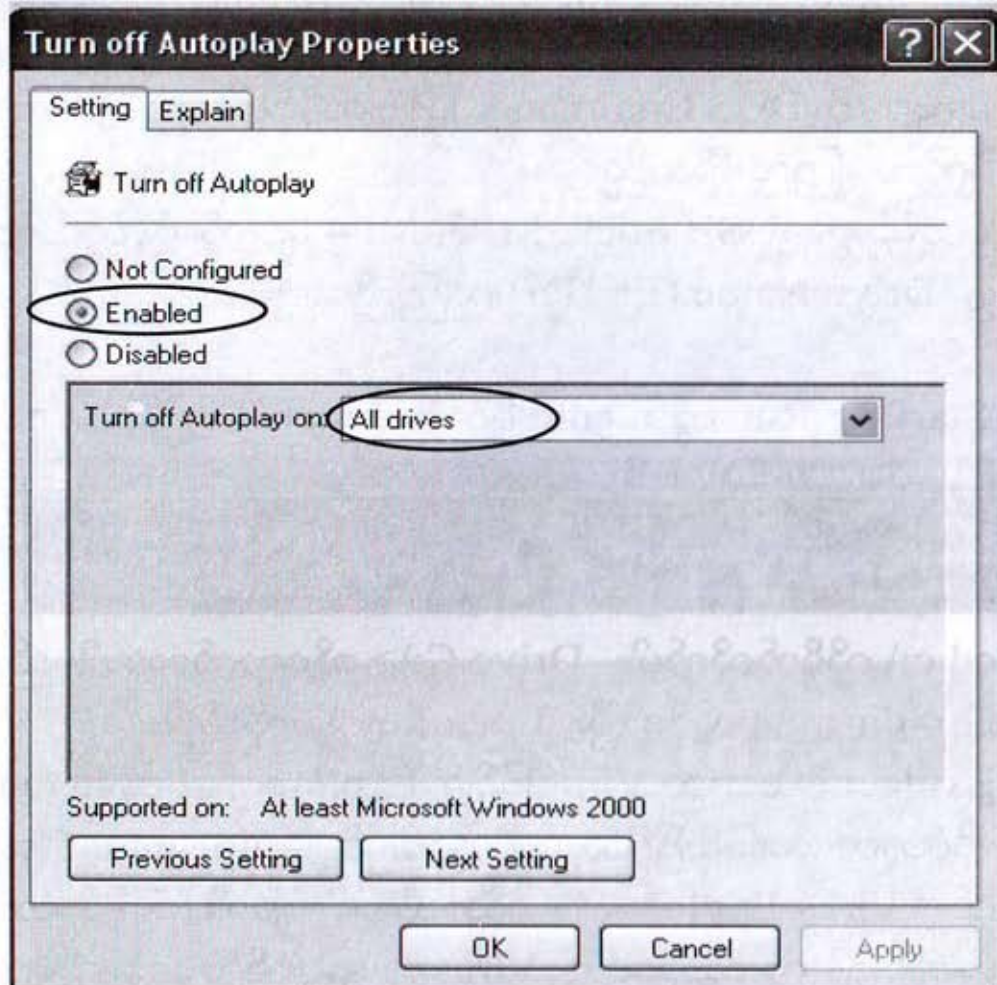 Turn off Autoplay Properties
Setting Explain
Turn off Autoplay
Not Configured
Enabled
Disabled
Turn off Autoplay on: All drives
Supported on: At least Microsoft Windows 2000
Previous Setting Next Setting
OK Cancel Apply